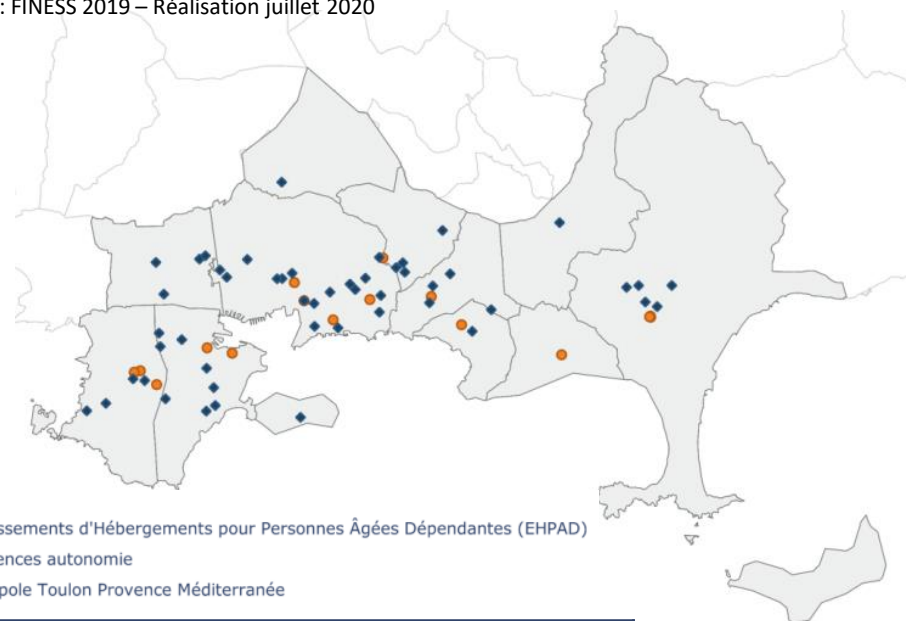 : FINESS 2019 – Réalisation juillet 2020
ssements d'Hébergements pour Personnes Âgées Dépendantes (EHPAD)
ences autonomie
pole Toulon Provence Méditerranée